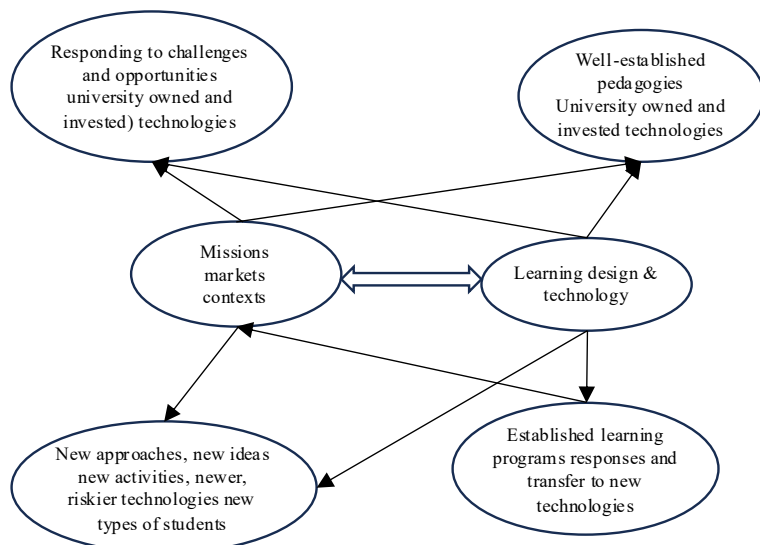 Responding to challenges
and opportunities
university owned and
invested) technologies
Well-established
pedagogies
University owned and
invested technologies
Missions
markets
contexts
Learning design &
technology
New approaches, new ideas
new activities, newer,
riskier technologies new
types of students
Established learning
programs responses and
transfer to new
technologies